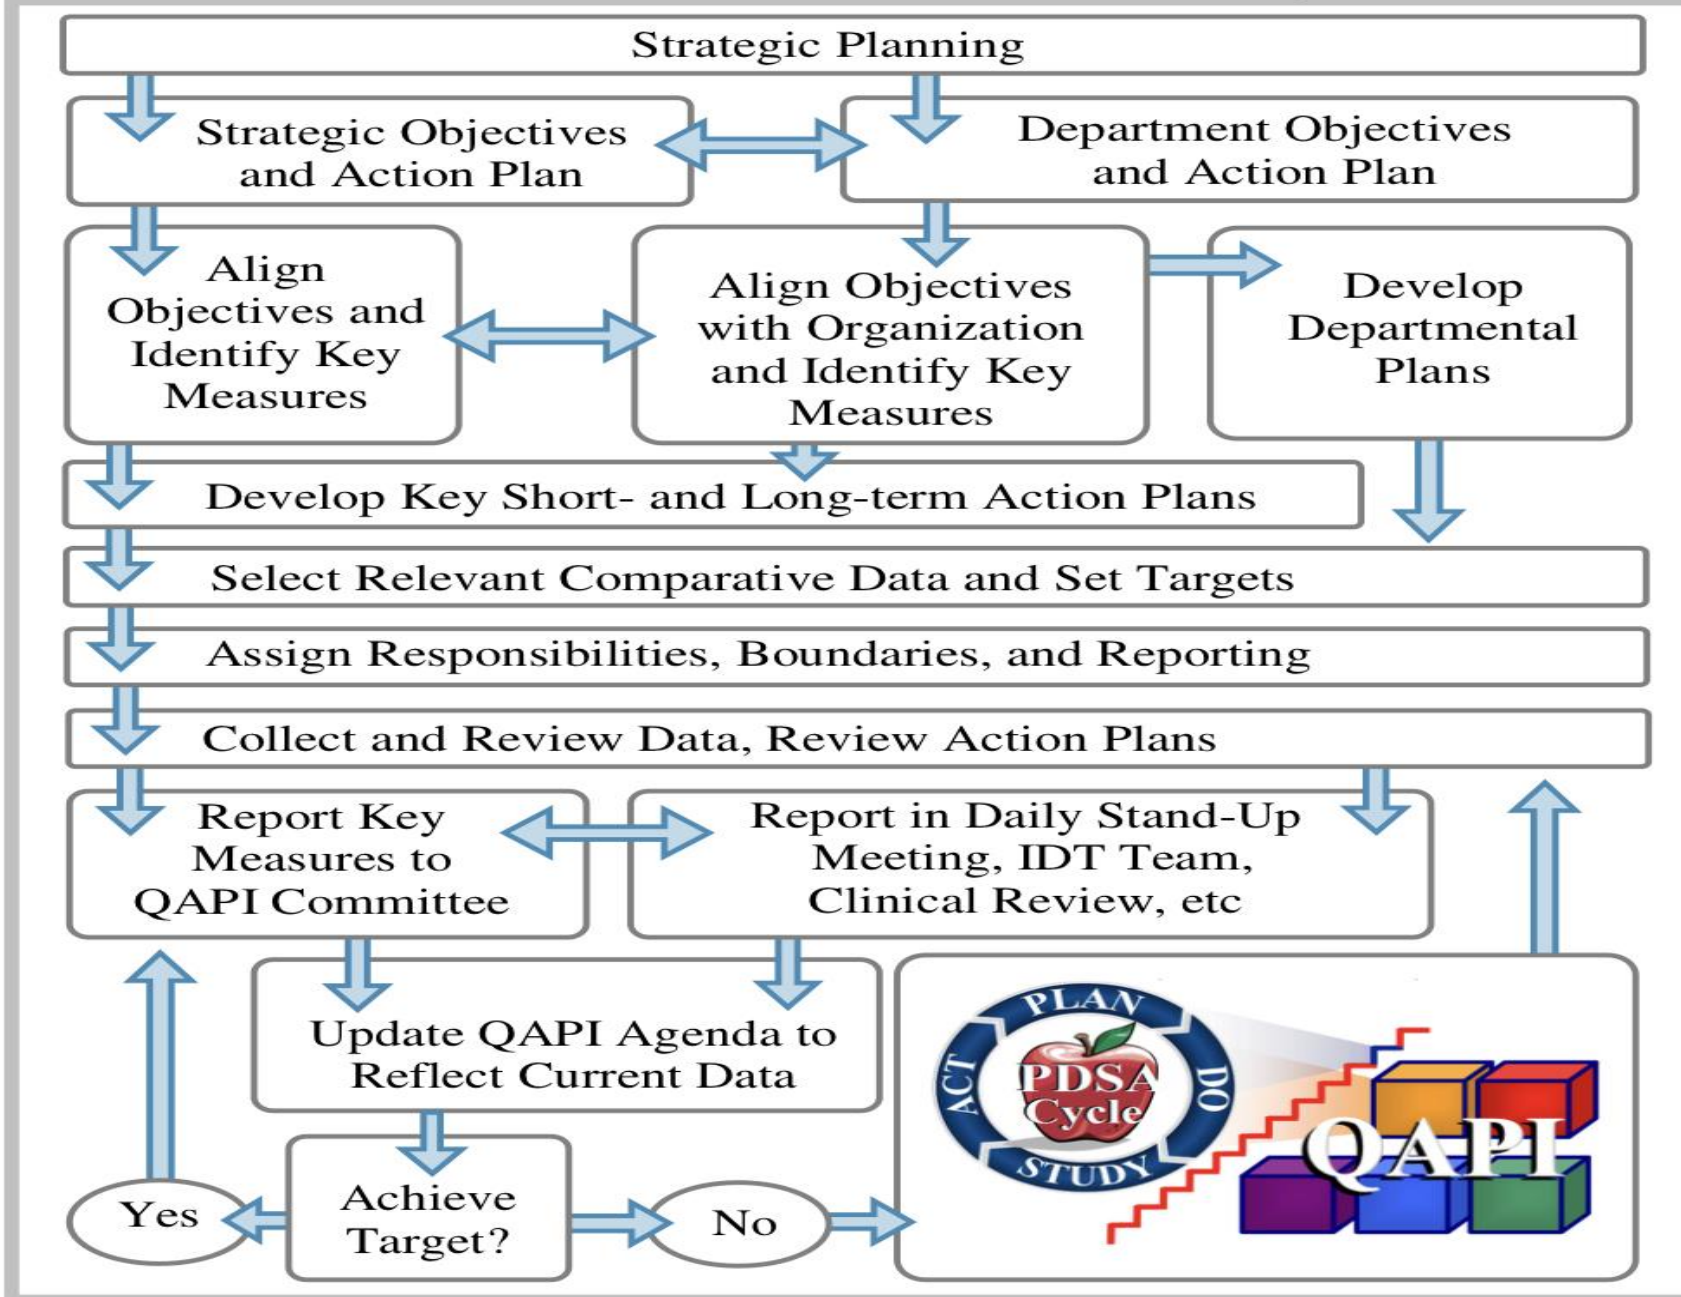 Strategic Planning
Strategic Objectives
and Action Plan
Department Objectives
and Action Plan
Align
Objectives and
Identify Key
Measures
Align Objectives
with Organization
and Identify Key
Measures
Develop
Departmental
Plans
Develop Key Short- and Long-term Action Plans
Select Relevant Comparative Data and Set Targets
Assign Responsibilities, Boundaries, and Reporting
Collect and Review Data, Review Action Plans
Report Key
Measures to
QAPI Committee
Report in Daily Stand-Up
Meeting, IDT Team,
Clinical Review, etc
Update QAPI Agenda to
Reflect Current Data
Achieve
Target?
Yes
No
PLAN
DO
STUDY
ACT
PDSA
Cycle
QAPI